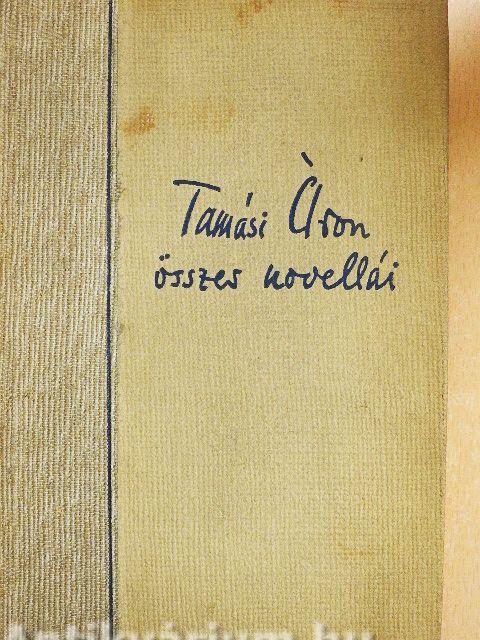 Tamási Áron
összes novellái